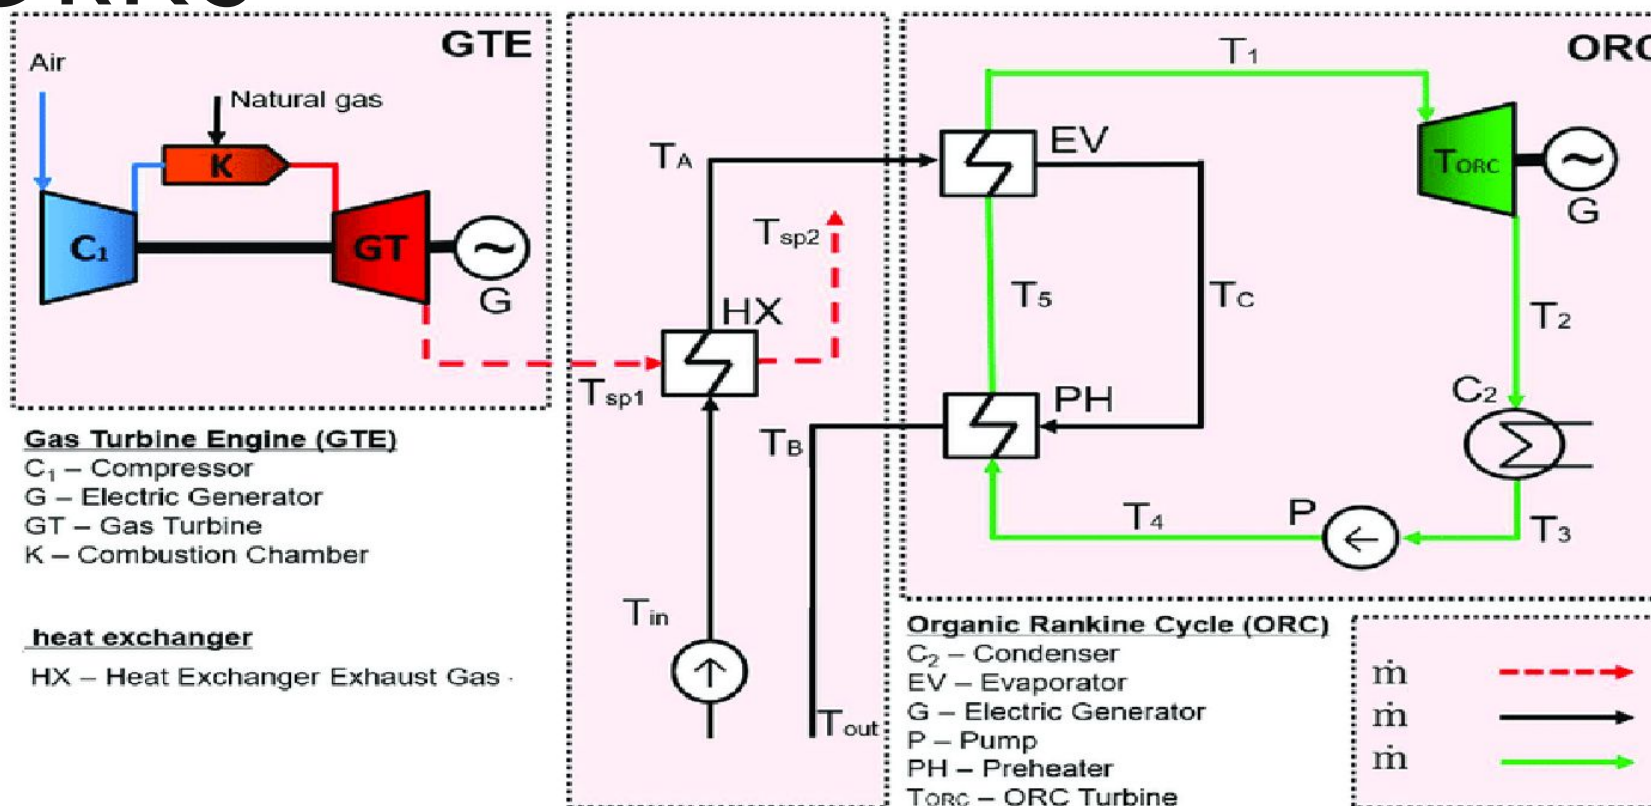 GTE
Air
Natural gas
K
C₁
GT
G
T_A
T_sp2
HX
T_sp1
T_B
T_in
T_out
T₁
EV
T_ORC
G
T₅
T_C
T₂
C₂
PH
P
T₄
T₃
Gas Turbine Engine (GTE)
C₁ – Compressor
G – Electric Generator
GT – Gas Turbine
K – Combustion Chamber
heat exchanger
HX – Heat Exchanger Exhaust Gas
Organic Rankine Cycle (ORC)
C₂ – Condenser
EV – Evaporator
G – Electric Generator
P – Pump
PH – Preheater
T_ORC – ORC Turbine
ṁ
ṁ
ṁ